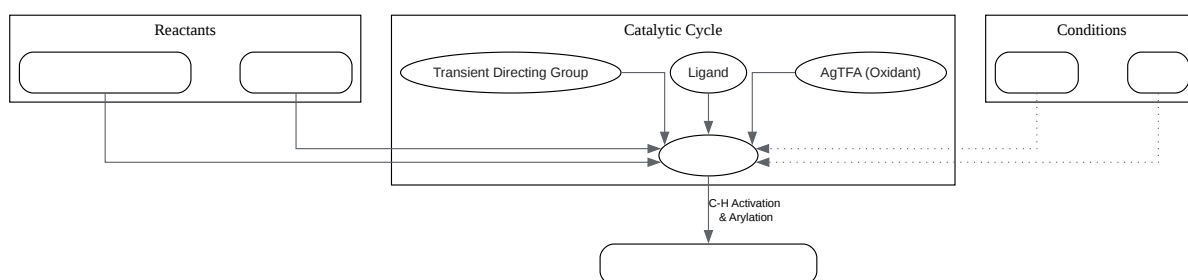 Reactants
Catalytic Cycle
Conditions
Transient Directing Group
Ligand
AgTFA (Oxidant)
C-H Activation
& Arylation